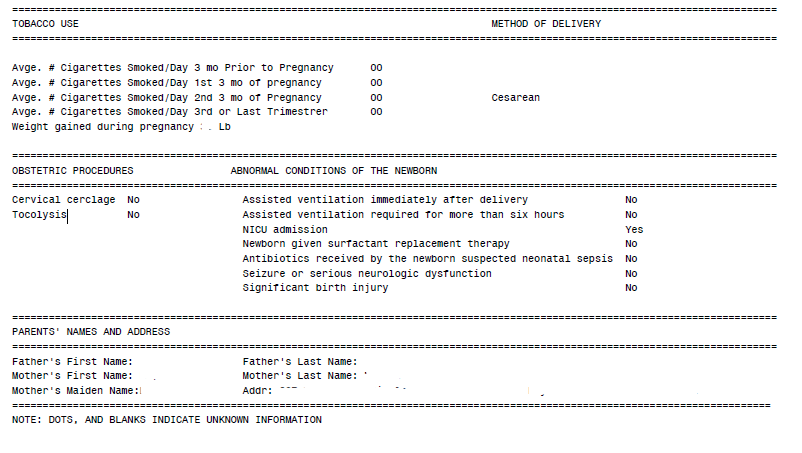 ================================================================
TOBACCO USE METHOD OF DELIVERY
================================================================
Avge. # Cigarettes Smoked/Day 3 mo Prior to Pregnancy 00
Avge. # Cigarettes Smoked/Day 1st 3 mo of pregnancy 00
Avge. # Cigarettes Smoked/Day 2nd 3 mo of Pregnancy 00 Cesarean
Avge. # Cigarettes Smoked/Day 3rd or Last Trimestrer 00
Weight gained during pregnancy Lb
================================================================
OBSTETRIC PROCEDURES ABNORMAL CONDITIONS OF THE NEWBORN
================================================================
Cervical cerclage No Assisted ventilation immediately after delivery No
Tocolysis No Assisted ventilation required for more than six hours No
NICU admission Yes
Newborn given surfactant replacement therapy No
Antibiotics received by the newborn suspected neonatal sepsis No
Seizure or serious neurologic dysfunction No
Significant birth injury No
================================================================
PARENTS' NAMES AND ADDRESS
================================================================
Father's First Name: Father's Last Name:
Mother's First Name: Mother's Last Name:
Mother's Maiden Name: Addr:
================================================================
NOTE: DOTS, AND BLANKS INDICATE UNKNOWN INFORMATION